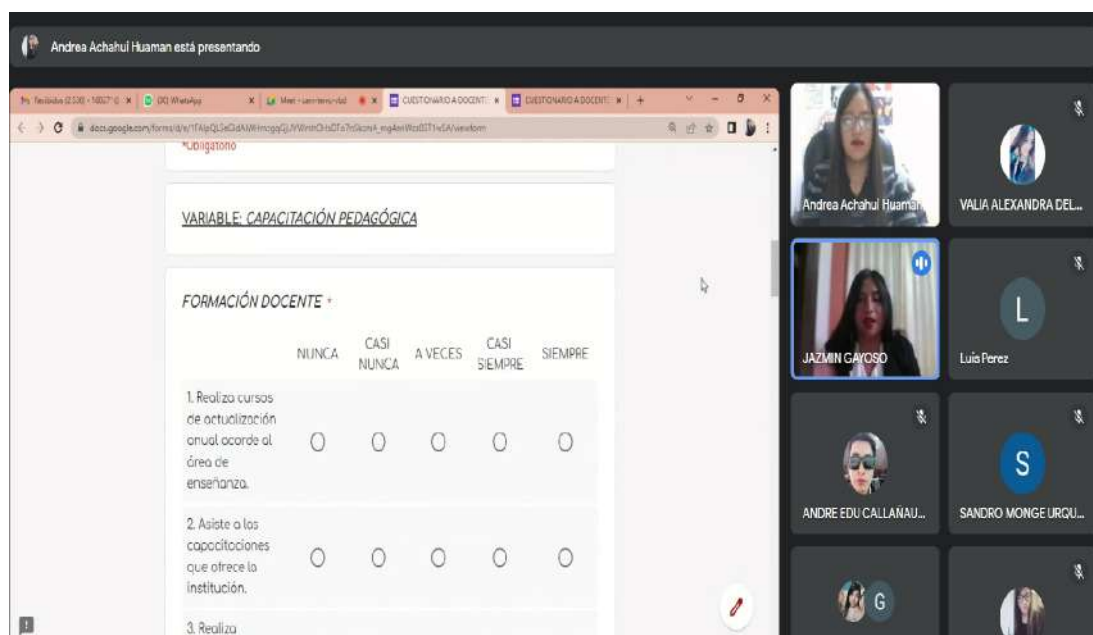 Andrea Achahui Huaman está presentando
WhatsApp
CUESTIONARIO A DOCENT
CUESTIONARIO A DOCENT
*Obligatorio
VARIABLE: CAPACITACIÓN PEDAGÓGICA
FORMACIÓN DOCENTE *
NUNCA CASI NUNCA A VECES CASI SIEMPRE SIEMPRE
1. Realiza cursos
de actualización
anual acorde al
área de
enseñanza.
2. Asiste a las
capacitaciones
que ofrece la
institución.
3. Realiza
Andrea Achahui Huaman
VALIA ALEXANDRA DEL...
JAZMIN GAYOSO
L
Luis Perez
ANDRE EDU CALLAÑAU...
S
SANDRO MONGE URQU...
G